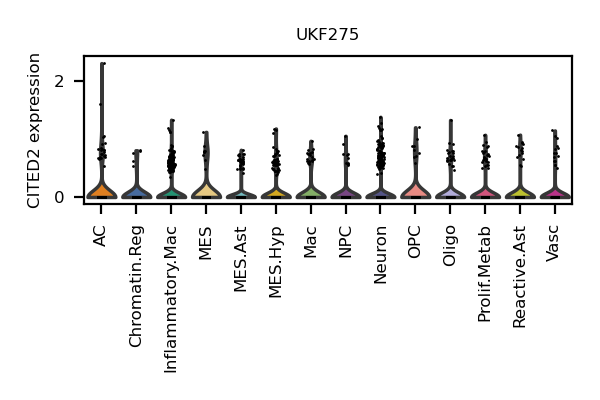 UKF275
CITED2 expression
2
0
AC
Chromatin.Reg
Inflammatory.Mac
MES
MES.Ast
MES.Hyp
Mac
NPC
Neuron
OPC
Oligo
Prolif.Metab
Reactive.Ast
Vasc